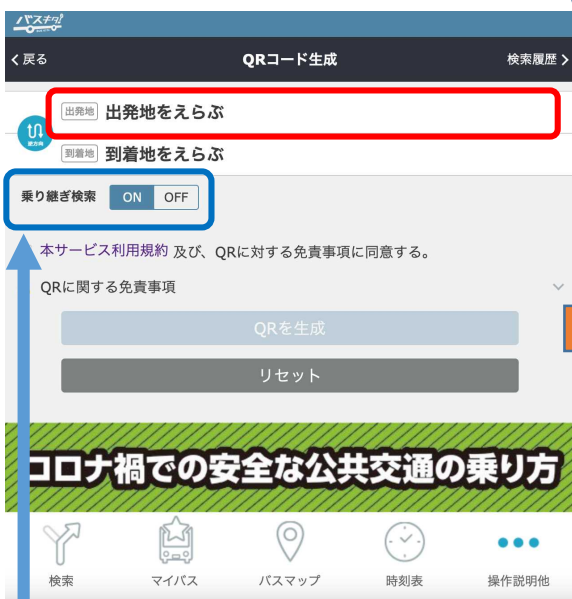 バスキタ!
戻る QRコード生成 検索履歴
出発地 出発地をえらぶ
逆方向
到着地 到着地をえらぶ
乗り継ぎ検索 ON OFF
本サービス利用規約 及び、QRに対する免責事項に同意する。
QRに関する免責事項
QRを生成
リセット
コロナ禍での安全な公共交通の乗り方
検索 マイバス バスマップ 時刻表 操作説明他